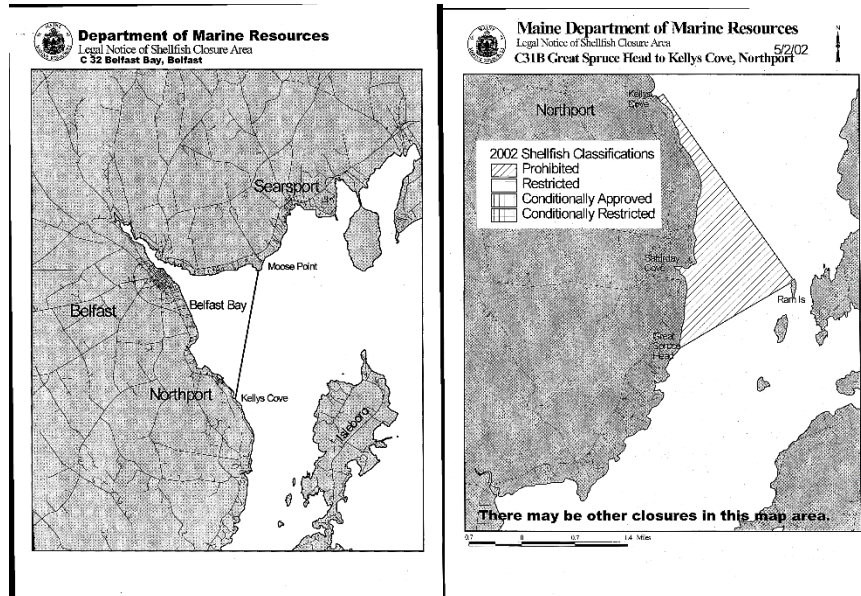 Department of Marine Resources
Legal Notice of Shellfish Closure Area
C 32 Belfast Bay, Belfast
Searsport
Moose Point
Belfast Bay
Belfast
Northport
Kellys Cove
Islesboro
Maine Department of Marine Resources
Legal Notice of Shellfish Closure Area
5/2/02
C31B Great Spruce Head to Kellys Cove, Northport
Kellys
Cove
Northport
2002 Shellfish Classifications
Prohibited
Restricted
Conditionally Approved
Conditionally Restricted
Saturday
Cove
Ram Is
Great
Spruce
Head
There may be other closures in this map area.
0.7 0 0.7 1.4 Miles